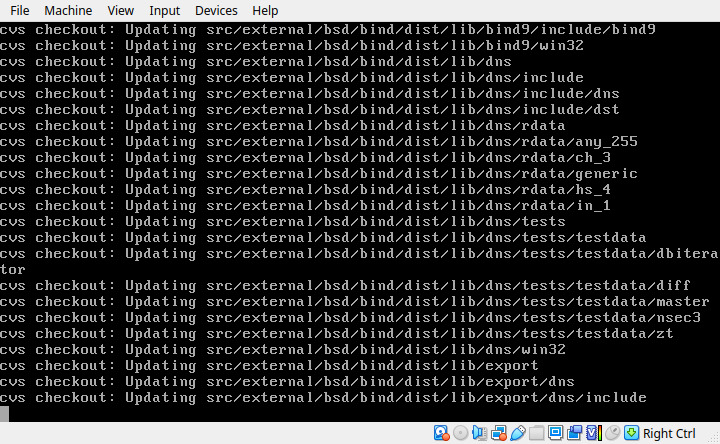 File Machine View Input Devices Help
cvs checkout: Updating src/external/bsd/bind/dist/lib/bind9/include/bind9
cvs checkout: Updating src/external/bsd/bind/dist/lib/bind9/win32
cvs checkout: Updating src/external/bsd/bind/dist/lib/dns
cvs checkout: Updating src/external/bsd/bind/dist/lib/dns/include
cvs checkout: Updating src/external/bsd/bind/dist/lib/dns/include/dns
cvs checkout: Updating src/external/bsd/bind/dist/lib/dns/include/dst
cvs checkout: Updating src/external/bsd/bind/dist/lib/dns/rdata
cvs checkout: Updating src/external/bsd/bind/dist/lib/dns/rdata/any_255
cvs checkout: Updating src/external/bsd/bind/dist/lib/dns/rdata/ch_3
cvs checkout: Updating src/external/bsd/bind/dist/lib/dns/rdata/generic
cvs checkout: Updating src/external/bsd/bind/dist/lib/dns/rdata/hs_4
cvs checkout: Updating src/external/bsd/bind/dist/lib/dns/rdata/in_1
cvs checkout: Updating src/external/bsd/bind/dist/lib/dns/tests
cvs checkout: Updating src/external/bsd/bind/dist/lib/dns/tests/testdata
cvs checkout: Updating src/external/bsd/bind/dist/lib/dns/tests/testdata/dbitera
tor
cvs checkout: Updating src/external/bsd/bind/dist/lib/dns/tests/testdata/diff
cvs checkout: Updating src/external/bsd/bind/dist/lib/dns/tests/testdata/master
cvs checkout: Updating src/external/bsd/bind/dist/lib/dns/tests/testdata/nsec3
cvs checkout: Updating src/external/bsd/bind/dist/lib/dns/tests/testdata/zt
cvs checkout: Updating src/external/bsd/bind/dist/lib/dns/win32
cvs checkout: Updating src/external/bsd/bind/dist/lib/export
cvs checkout: Updating src/external/bsd/bind/dist/lib/export/dns
cvs checkout: Updating src/external/bsd/bind/dist/lib/export/dns/include
Right Ctrl